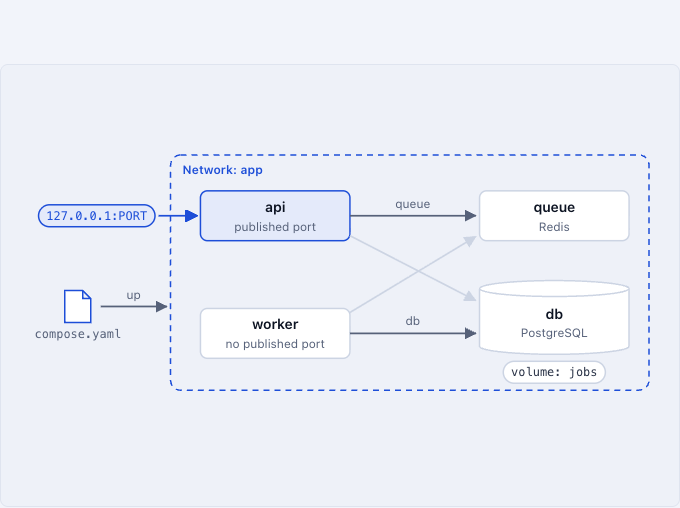 Network: app
127.0.0.1:PORT
api
published port
queue
queue
Redis
up
compose.yaml
worker
no published port
db
db
PostgreSQL
volume: jobs